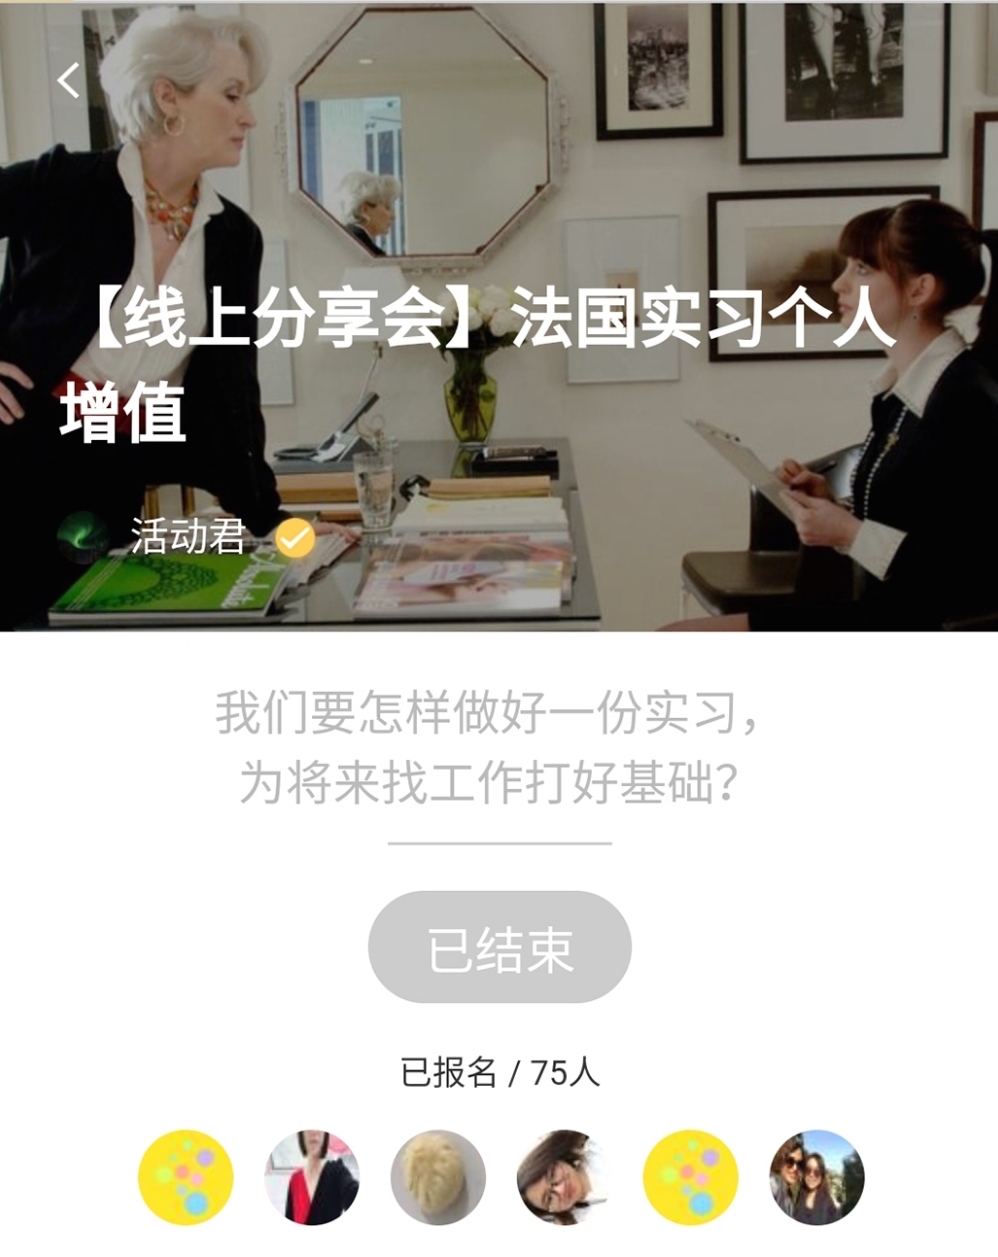 【线上分享会】法国实习个人
增值
活动君
我们要怎样做好一份实习，
为将来找工作打好基础？
已结束
已报名 / 75人